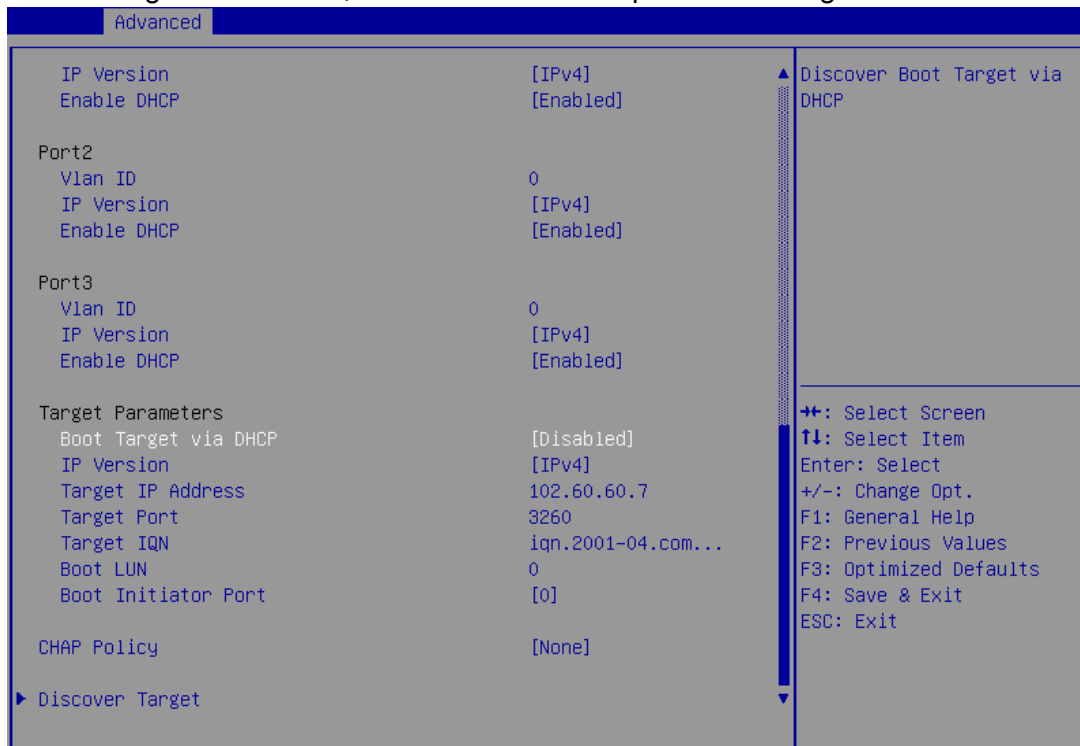 Advanced
IP Version [IPv4]
Enable DHCP [Enabled]
Port2
Vlan ID 0
IP Version [IPv4]
Enable DHCP [Enabled]
Port3
Vlan ID 0
IP Version [IPv4]
Enable DHCP [Enabled]
Target Parameters
Boot Target via DHCP [Disabled]
IP Version [IPv4]
Target IP Address 102.60.60.7
Target Port 3260
Target IQN iqn.2001-04.com...
Boot LUN 0
Boot Initiator Port [0]
CHAP Policy [None]
Discover Target
Discover Boot Target via
DHCP
→←: Select Screen
↑↓: Select Item
Enter: Select
+/-: Change Opt.
F1: General Help
F2: Previous Values
F3: Optimized Defaults
F4: Save & Exit
ESC: Exit